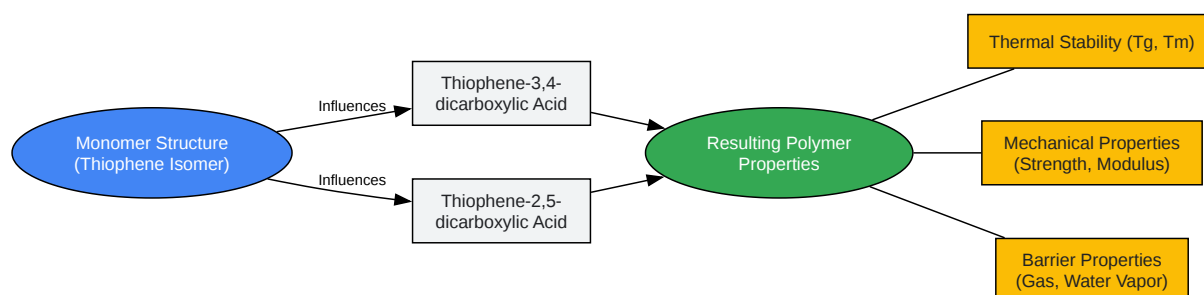 Monomer Structure
(Thiophene Isomer)
Influences
Influences
Thiophene-3,4-
dicarboxylic Acid
Thiophene-2,5-
dicarboxylic Acid
Resulting Polymer
Properties
Thermal Stability (Tg, Tm)
Mechanical Properties
(Strength, Modulus)
Barrier Properties
(Gas, Water Vapor)